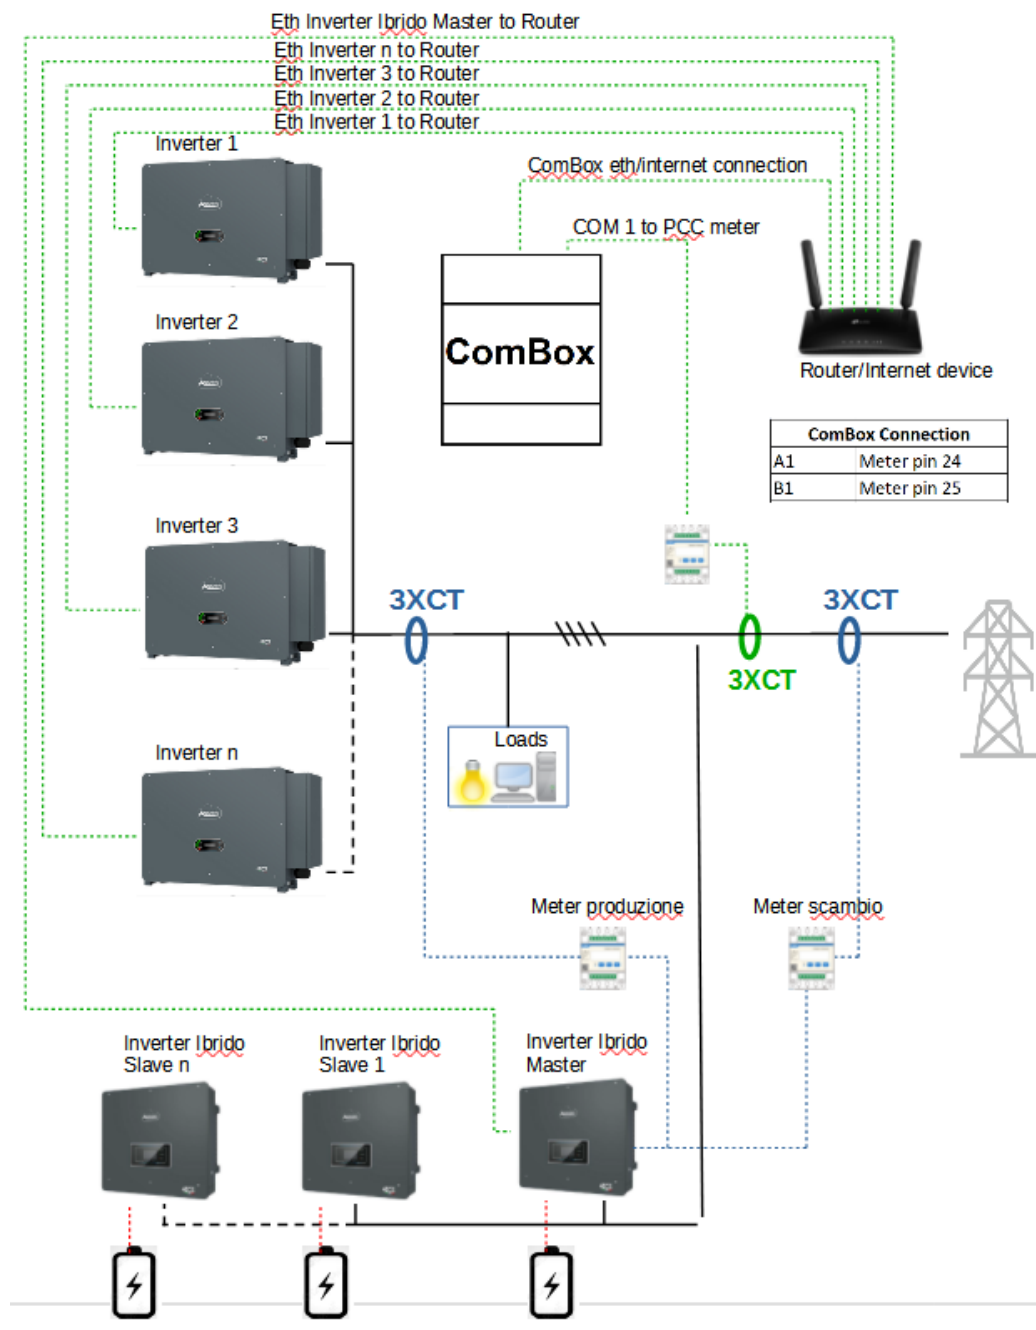 Eth Inverter Ibrido Master to Router
Eth Inverter n to Router
Eth Inverter 3 to Router
Eth Inverter 2 to Router
Eth Inverter 1 to Router
Inverter 1
ComBox eth/internet connection
COM 1 to PCC meter
Inverter 2
ComBox
Router/Internet device
ComBox Connection
A1 Meter pin 24
B1 Meter pin 25
Inverter 3
3XCT
3XCT
3XCT
Loads
Inverter n
Meter produzione
Meter scambio
Inverter Ibrido
Slave n
Inverter Ibrido
Slave 1
Inverter Ibrido
Master